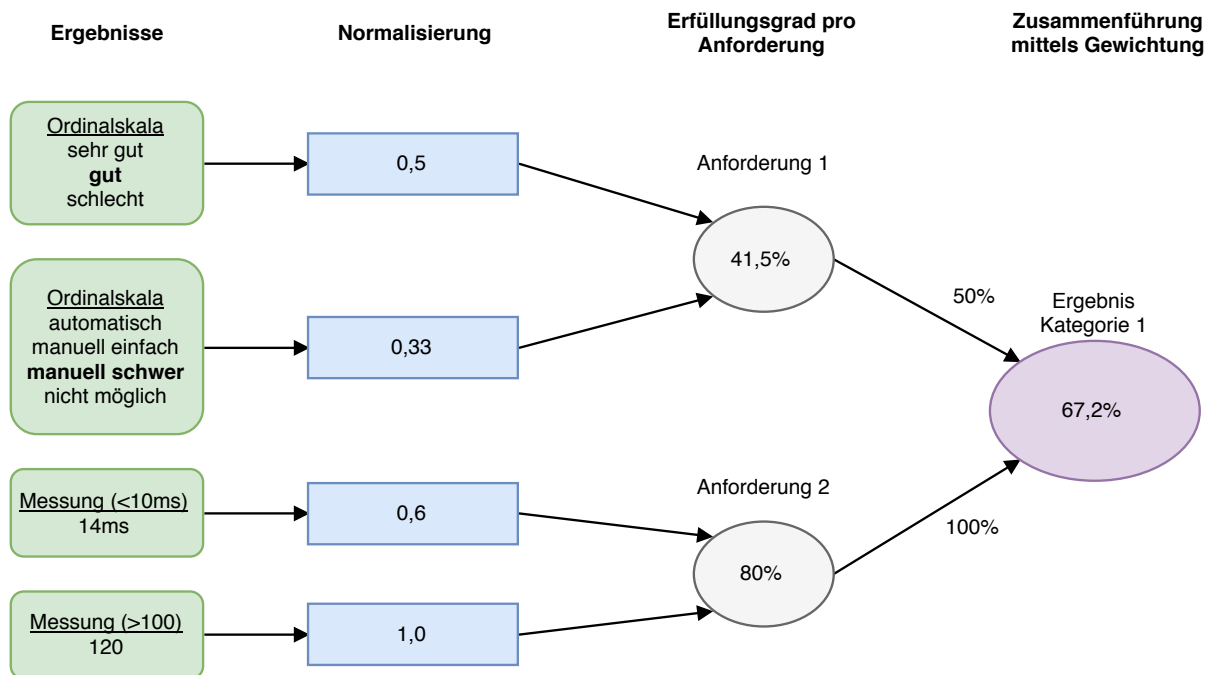 Ergebnisse
Normalisierung
Erfüllungsgrad pro
Anforderung
Zusammenführung
mittels Gewichtung
Ordinalskala
sehr gut
gut
schlecht
0,5
Anforderung 1
41,5%
Ordinalskala
automatisch
manuell einfach
manuell schwer
nicht möglich
0,33
50%
Ergebnis
Kategorie 1
67,2%
Messung (<10ms)
14ms
0,6
Anforderung 2
80%
100%
Messung (>100)
120
1,0